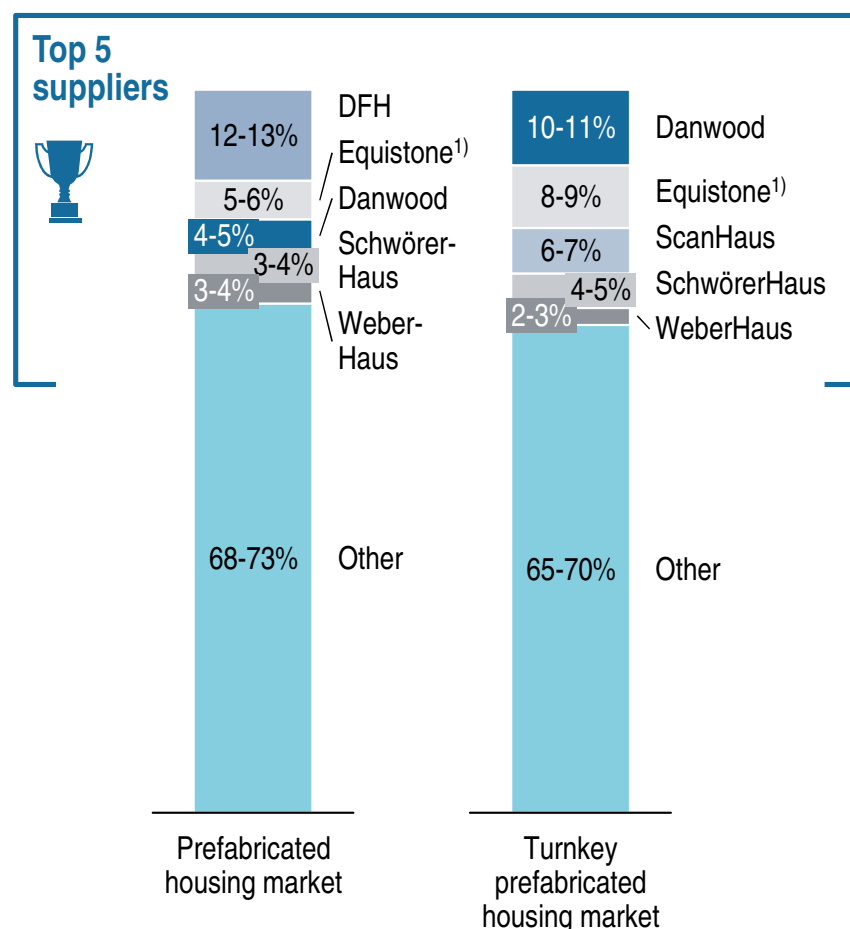 Top 5
suppliers
12-13%
DFH
5-6%
Equistone1)
4-5%
Danwood
3-4%
Schwörer-
Haus
3-4%
Weber-
Haus
68-73%
Other
Prefabricated
housing market
10-11%
Danwood
8-9%
Equistone1)
6-7%
ScanHaus
4-5%
SchwörerHaus
2-3%
WeberHaus
65-70%
Other
Turnkey
prefabricated
housing market